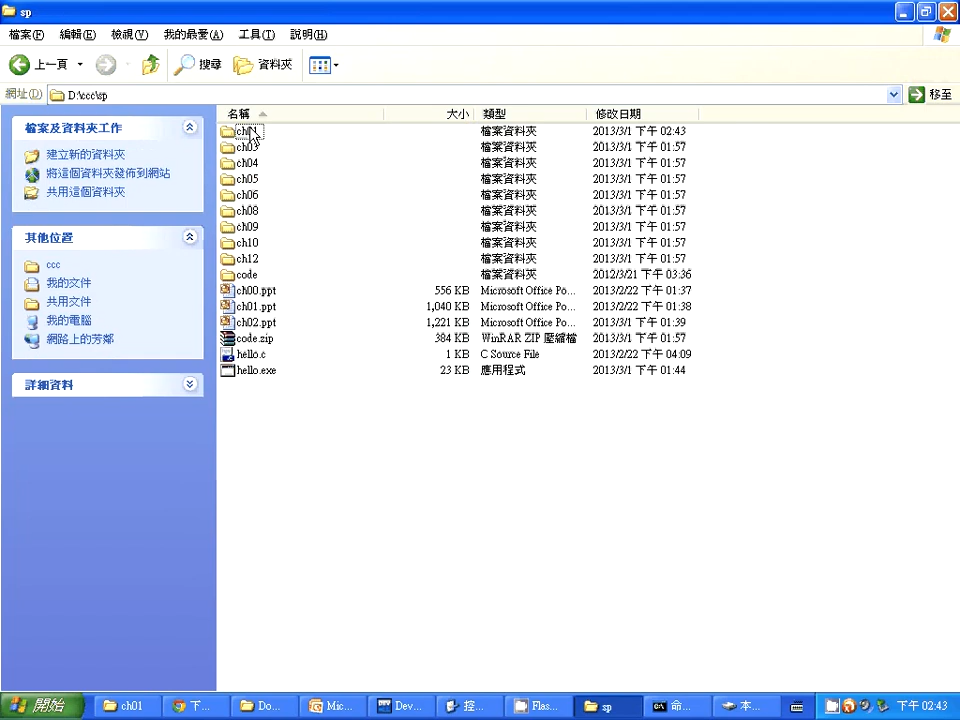 sp
檔案(F) 編輯(E) 檢視(V) 我的最愛(A) 工具(T) 說明(H)
上一頁 搜尋 資料夾
網址(D) D:\ccc\sp 移至
檔案及資料夾工作
建立新的資料夾
將這個資料夾發佈到網站
共用這個資料夾
其他位置
ccc
我的文件
共用文件
我的電腦
網路上的芳鄰
詳細資料
名稱 大小 類型 修改日期
ch01 檔案資料夾 2013/3/1 下午 02:43
ch03 檔案資料夾 2013/3/1 下午 01:57
ch04 檔案資料夾 2013/3/1 下午 01:57
ch05 檔案資料夾 2013/3/1 下午 01:57
ch06 檔案資料夾 2013/3/1 下午 01:57
ch08 檔案資料夾 2013/3/1 下午 01:57
ch09 檔案資料夾 2013/3/1 下午 01:57
ch10 檔案資料夾 2013/3/1 下午 01:57
ch12 檔案資料夾 2013/3/1 下午 01:57
code 檔案資料夾 2012/3/21 下午 03:36
ch00.ppt 556 KB Microsoft Office Po... 2013/2/22 下午 01:37
ch01.ppt 1,040 KB Microsoft Office Po... 2013/2/22 下午 01:38
ch02.ppt 1,221 KB Microsoft Office Po... 2013/3/1 下午 01:39
code.zip 384 KB WinRAR ZIP 壓縮檔 2013/3/1 下午 01:57
hello.c 1 KB C Source File 2013/2/22 下午 04:09
hello.exe 23 KB 應用程式 2013/3/1 下午 01:44
開始 ch01 下... Do... Mic... Dev... 控... Flas... sp 命... 本... 下午 02:43